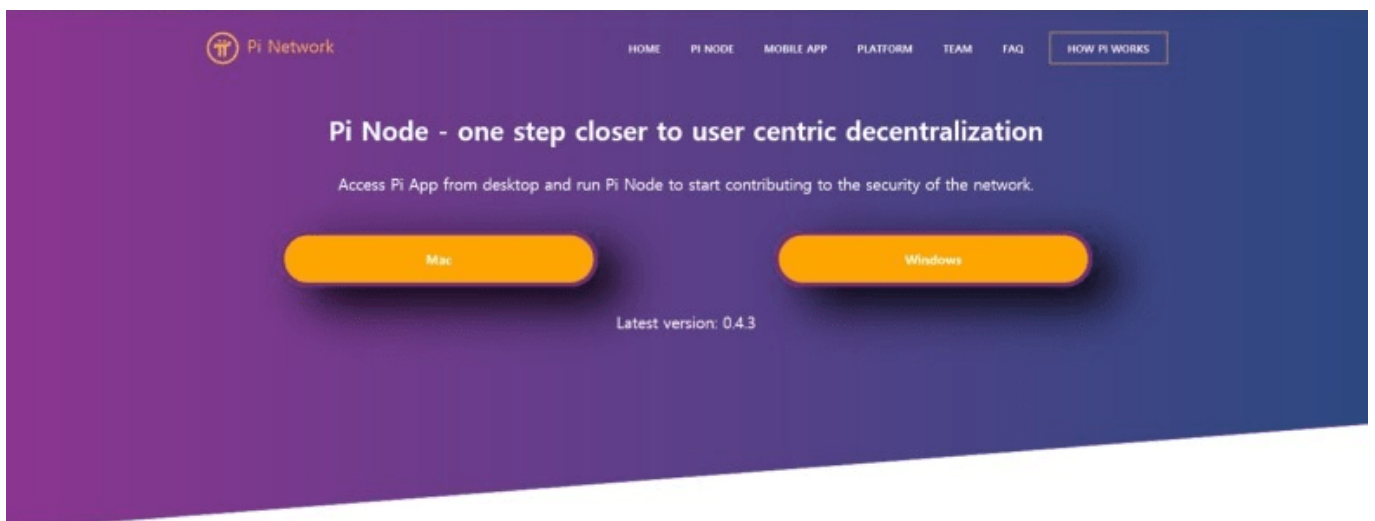 Pi Network
HOME PI NODE MOBILE APP PLATFORM TEAM FAQ HOW PI WORKS
Pi Node - one step closer to user centric decentralization
Access Pi App from desktop and run Pi Node to start contributing to the security of the network.
Mac
Windows
Latest version: 0.4.3